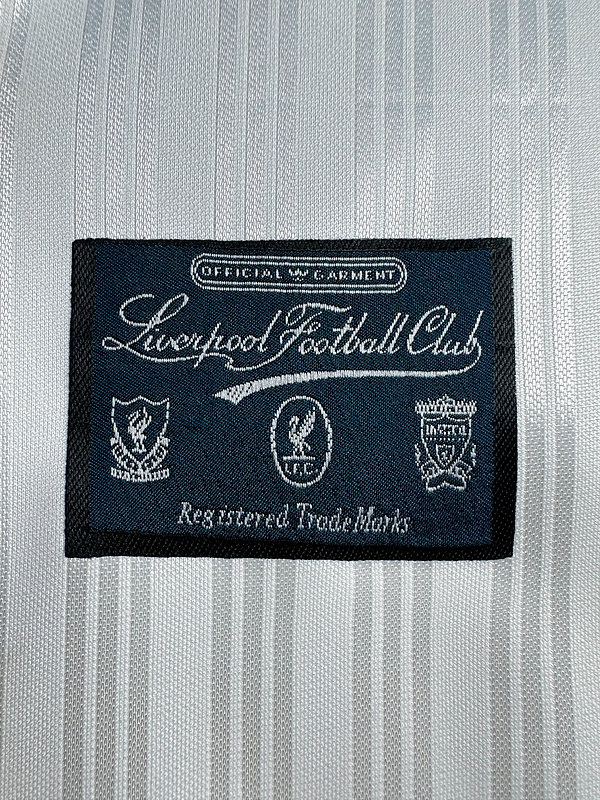 OFFICIAL GARMENT
Liverpool Football Club
L.F.C.
Registered Trade Marks